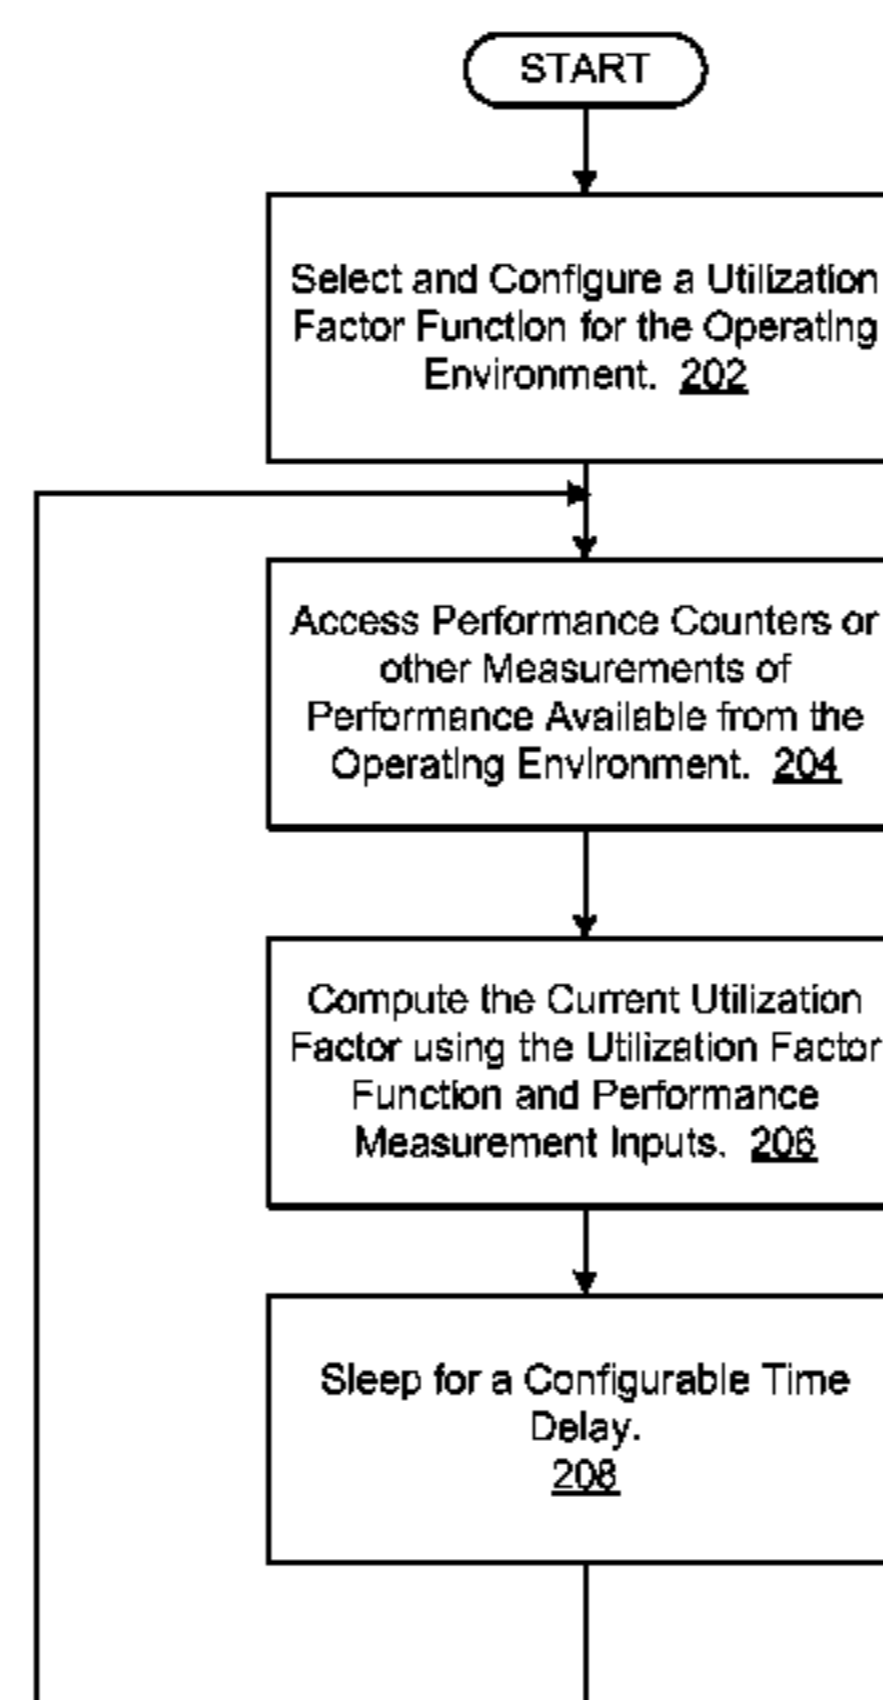 START
Select and Configure a Utilization
Factor Function for the Operating
Environment. 202
Access Performance Counters or
other Measurements of
Performance Available from the
Operating Environment. 204
Compute the Current Utilization
Factor using the Utilization Factor
Function and Performance
Measurement Inputs. 206
Sleep for a Configurable Time
Delay.
208